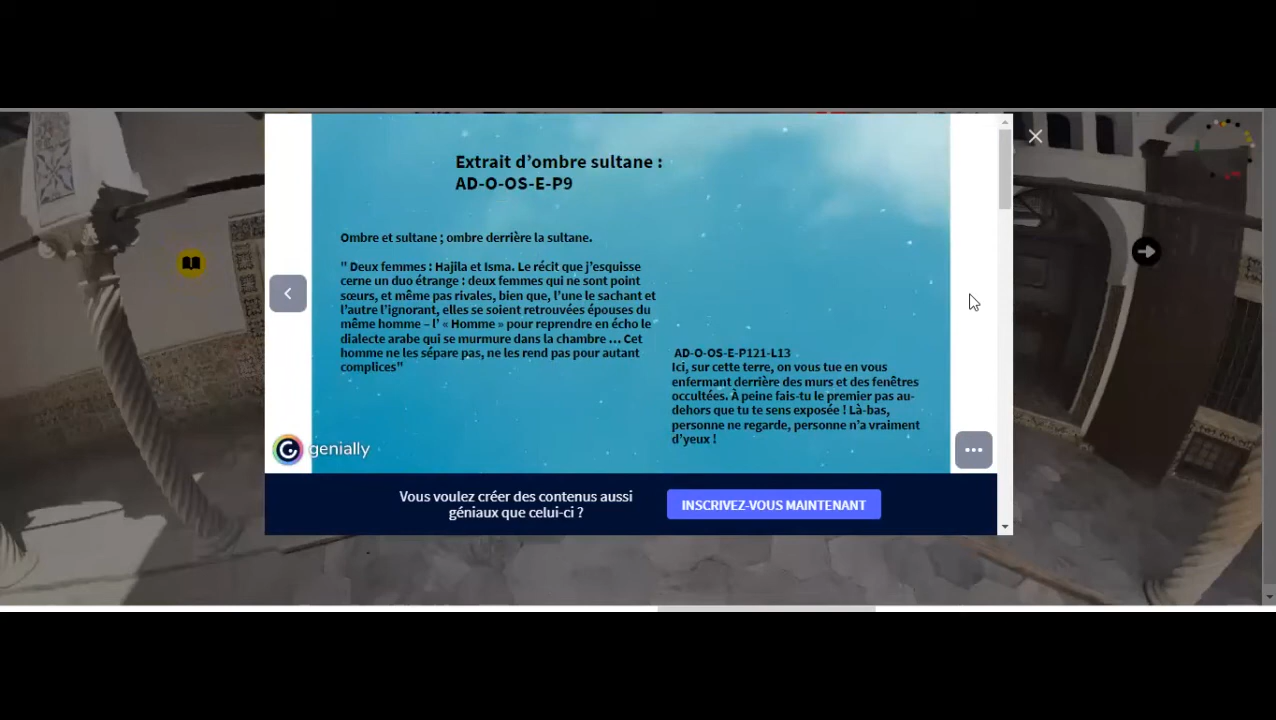 Extrait d’ombre sultane :
AD-O-OS-E-P9
Ombre et sultane ; ombre derrière la sultane.
" Deux femmes : Hajila et Isma. Le récit que j’esquisse
cerne un duo étrange : deux femmes qui ne sont point
sœurs, et même pas rivales, bien que, l’une le sachant et
l’autre l’ignorant, elles se soient retrouvées épouses du
même homme – l’ « Homme » pour reprendre en écho le
dialecte arabe qui se murmure dans la chambre ... Cet
homme ne les sépare pas, ne les rend pas pour autant
complices"
AD-O-OS-E-P121-L13
Ici, sur cette terre, on vous tue en vous
enfermant derrière des murs et des fenêtres
occultées. À peine fais-tu le premier pas au-
dehors que tu te sens exposée ! Là-bas,
personne ne regarde, personne n’a vraiment
d’yeux !
genially
Vous voulez créer des contenus aussi
géniaux que celui-ci ?
INSCRIVEZ-VOUS MAINTENANT